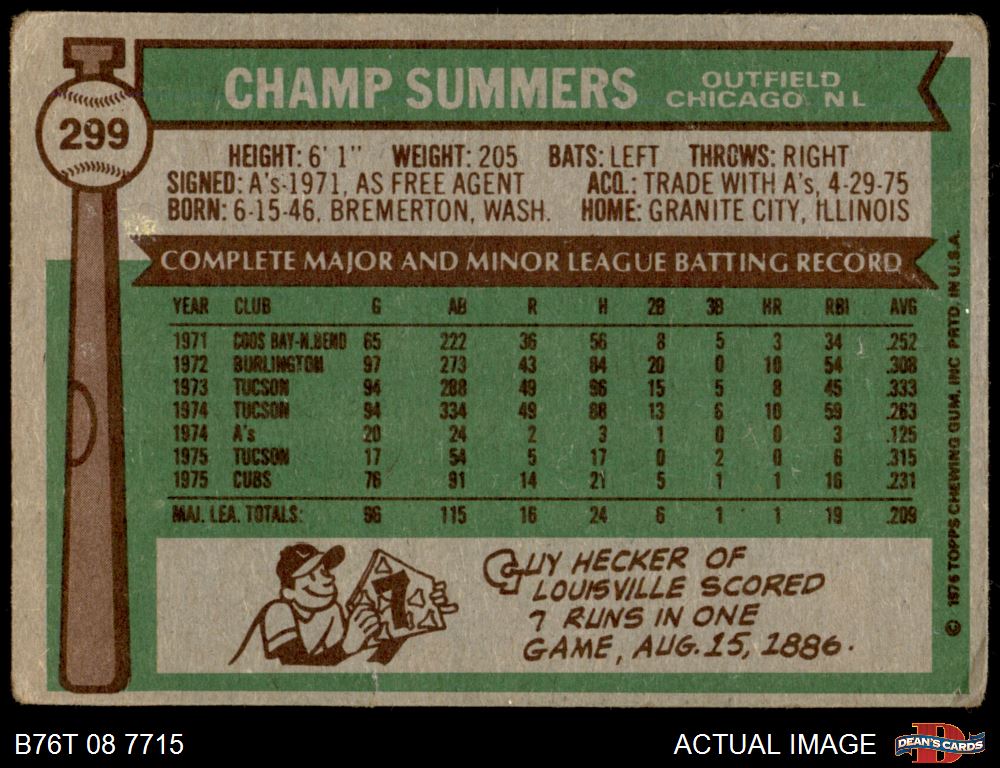 299
CHAMP SUMMERS
OUTFIELD
CHICAGO N L
HEIGHT: 6' 1" WEIGHT: 205 BATS: LEFT THROWS: RIGHT
SIGNED: A's-1971, AS FREE AGENT ACQ.: TRADE WITH A's, 4-29-75
BORN: 6-15-46, BREMERTON, WASH. HOME: GRANITE CITY, ILLINOIS
COMPLETE MAJOR AND MINOR LEAGUE BATTING RECORD
YEAR CLUB G AB R H 2B 3B HR RBI AVG
1971 COOS BAY-N.BEND 65 222 36 56 8 5 3 34 .252
1972 BURLINGTON 97 273 43 84 20 0 10 54 .308
1973 TUCSON 94 288 49 96 15 5 8 45 .333
1974 TUCSON 94 334 49 88 13 6 10 59 .263
1974 A's 20 24 2 3 1 0 0 3 .125
1975 TUCSON 17 54 5 17 0 2 0 6 .315
1975 CUBS 76 91 14 21 5 1 1 16 .231
MAJ. LEA. TOTALS: 96 115 16 24 6 1 1 19 .209
GUY HECKER OF
LOUISVILLE SCORED
7 RUNS IN ONE
GAME, AUG. 15, 1886.
© 1976 TOPPS CHEWING GUM, INC PRTD. IN U.S.A.
B76T 08 7715
ACTUAL IMAGE
DEAN'S CARDS